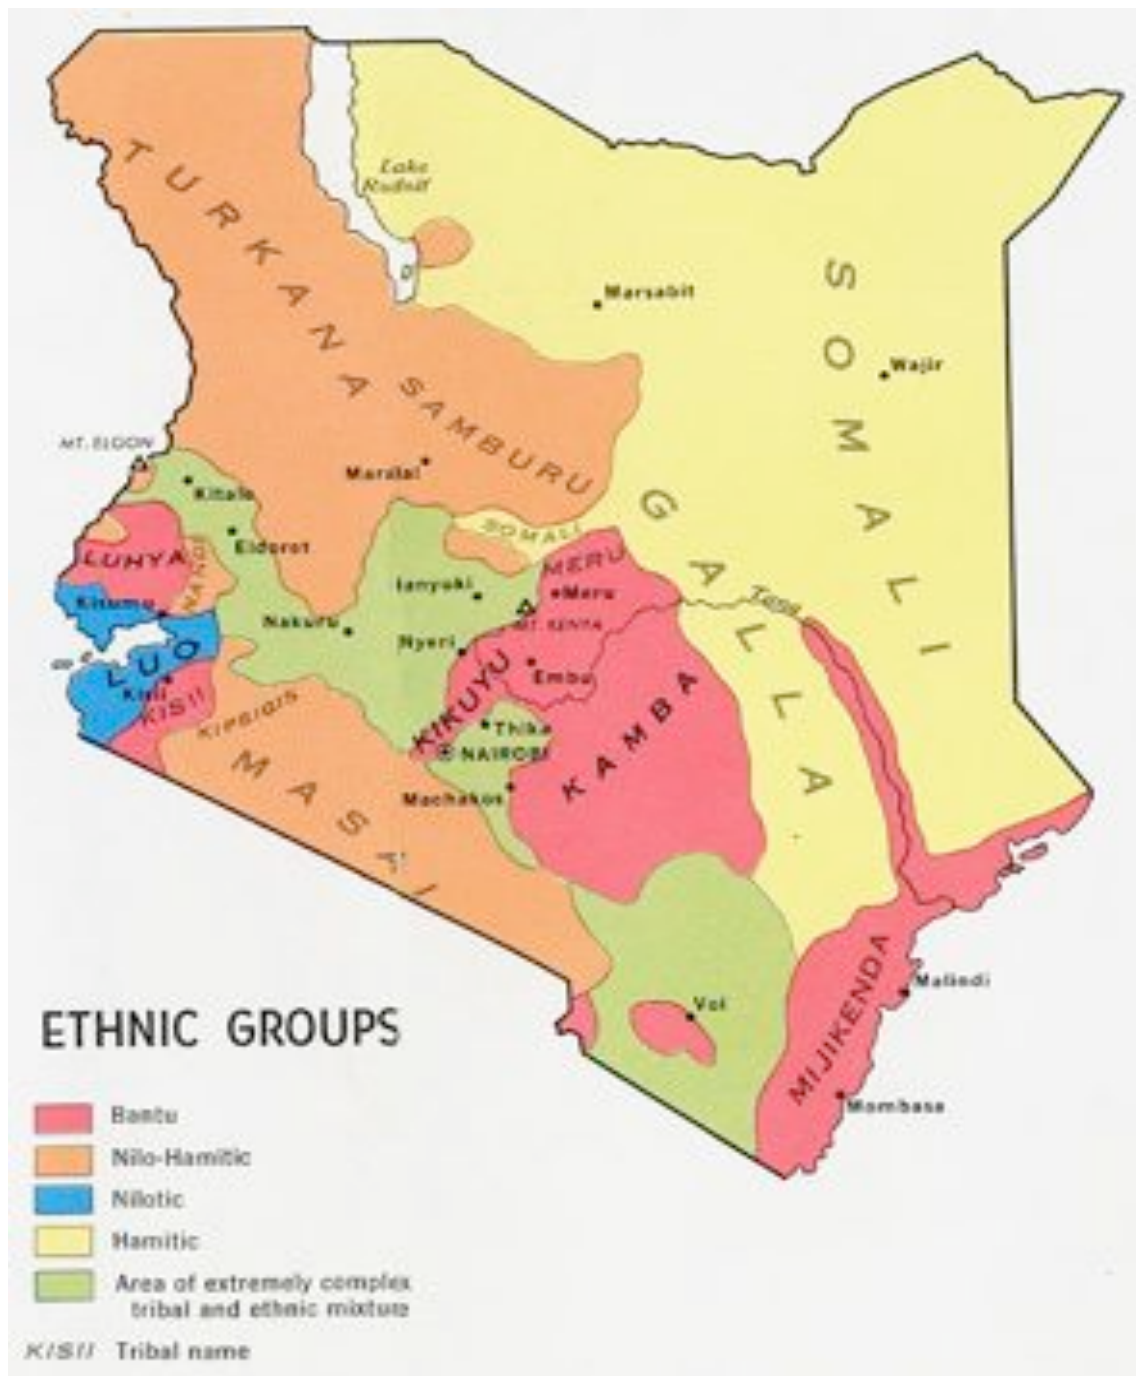 TURKANA
Lake
Rudolf
Marsabit
SOMALI
Wajir
SAMBURU
MT. ELGON
Maralal
Kitale
GALLA
SOMALI
Eldoret
LUHYA
NANDI
MERU
Meru
Kisumu
Nakuru
Nyeri
MT. KENYA
Tana
LUO
Kisii
KISII
KIKUYU
Embu
KAMBA
KIPSIGIS
Thika
NAIROBI
MASAI
Machakos
MIJIKENDA
Malindi
Voi
Mombasa
ETHNIC GROUPS
Bantu
Nilo-Hamitic
Nilotic
Hamitic
Area of extremely complex
tribal and ethnic mixture
KISII Tribal name